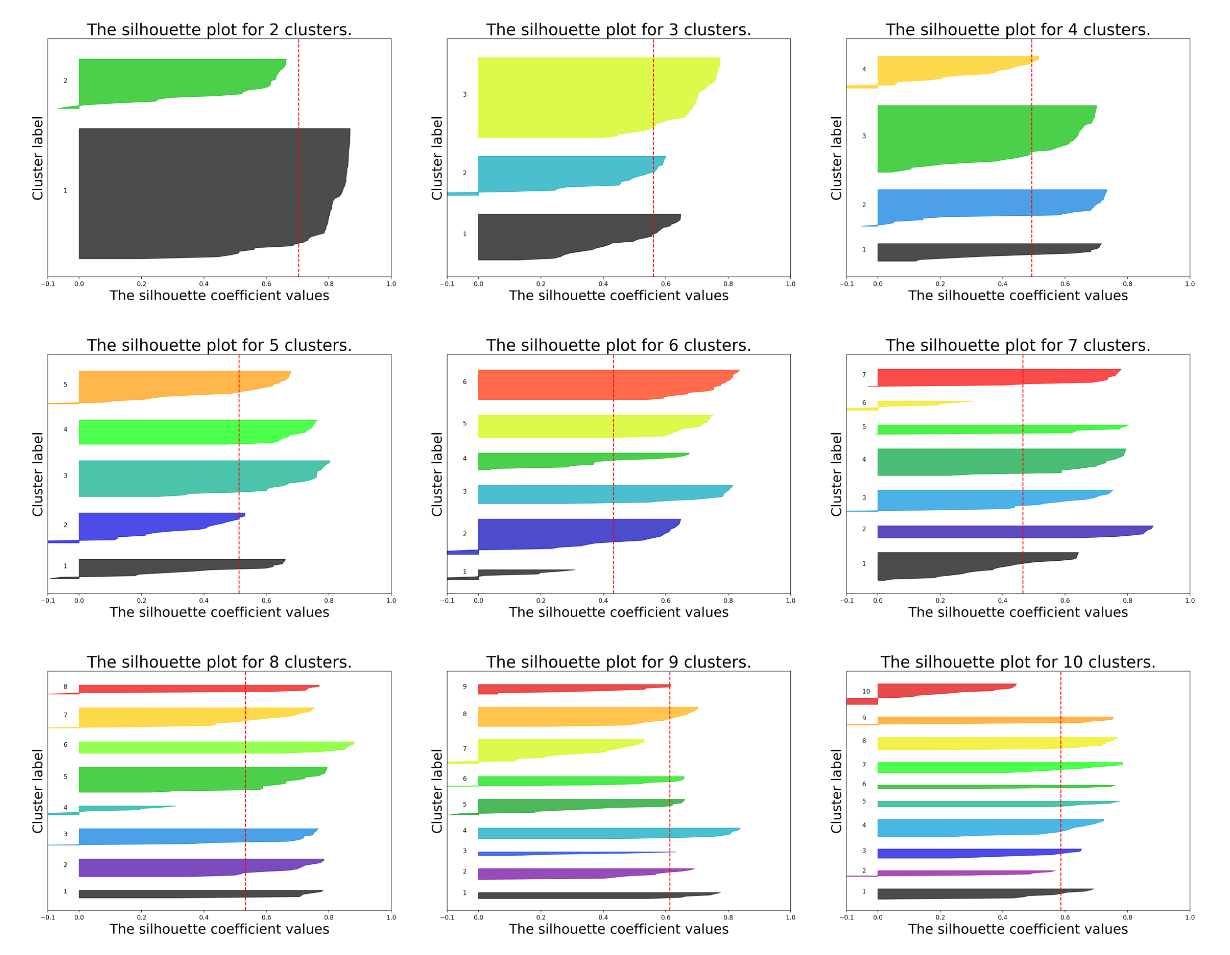 The silhouette plot for 2 clusters.
Cluster label
2
1
−0.1 0.0 0.2 0.4 0.6 0.8 1.0
The silhouette coefficient values
The silhouette plot for 3 clusters.
Cluster label
3
2
1
−0.1 0.0 0.2 0.4 0.6 0.8 1.0
The silhouette coefficient values
The silhouette plot for 4 clusters.
Cluster label
4
3
2
1
−0.1 0.0 0.2 0.4 0.6 0.8 1.0
The silhouette coefficient values
The silhouette plot for 5 clusters.
Cluster label
5
4
3
2
1
−0.1 0.0 0.2 0.4 0.6 0.8 1.0
The silhouette coefficient values
The silhouette plot for 6 clusters.
Cluster label
6
5
4
3
2
1
−0.1 0.0 0.2 0.4 0.6 0.8 1.0
The silhouette coefficient values
The silhouette plot for 7 clusters.
Cluster label
7
6
5
4
3
2
1
−0.1 0.0 0.2 0.4 0.6 0.8 1.0
The silhouette coefficient values
The silhouette plot for 8 clusters.
Cluster label
8
7
6
5
4
3
2
1
−0.1 0.0 0.2 0.4 0.6 0.8 1.0
The silhouette coefficient values
The silhouette plot for 9 clusters.
Cluster label
9
8
7
6
5
4
3
2
1
−0.1 0.0 0.2 0.4 0.6 0.8 1.0
The silhouette coefficient values
The silhouette plot for 10 clusters.
Cluster label
10
9
8
7
6
5
4
3
2
1
−0.1 0.0 0.2 0.4 0.6 0.8 1.0
The silhouette coefficient values